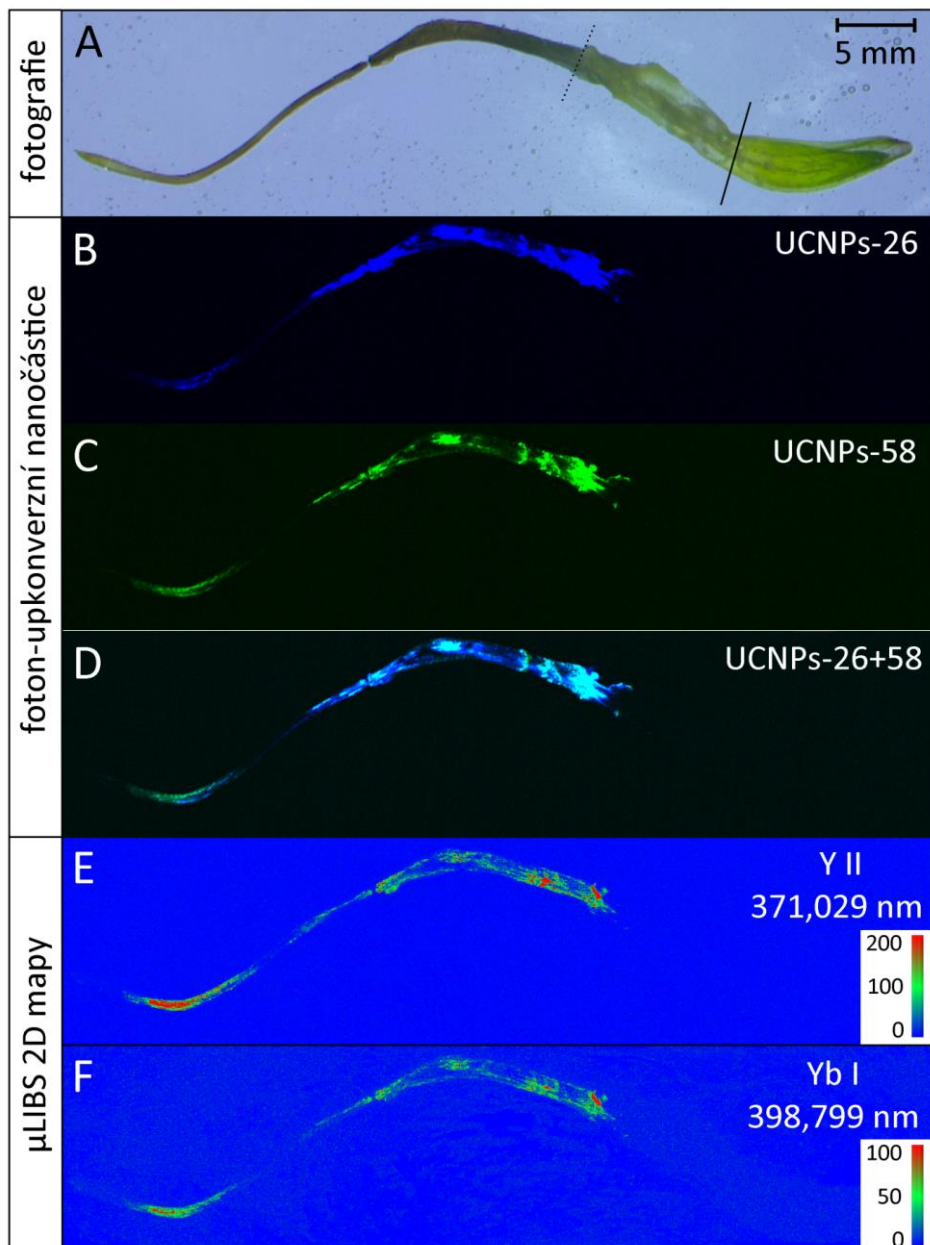 fotografie
A
5 mm
foton-upkonverzní nanočástice
B
UCNPs-26
C
UCNPs-58
D
UCNPs-26+58
µLIBS 2D mapy
E
Y II
371,029 nm
200
100
0
F
Yb I
398,799 nm
100
50
0